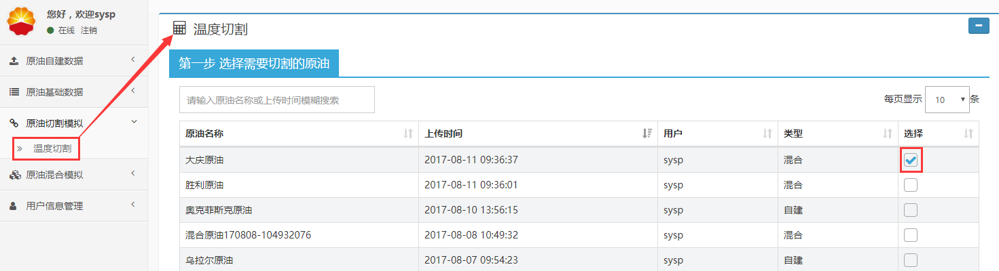 您好，欢迎sysp
在线 注销
原油自建数据
原油基础数据
原油切割模拟
温度切割
原油混合模拟
用户信息管理
温度切割
第一步 选择需要切割的原油
请输入原油名称或上传时间模糊搜索
每页显示 10 条
原油名称 上传时间 用户 类型 选择
大庆原油 2017-08-11 09:36:37 sysp 混合
胜利原油 2017-08-11 09:36:01 sysp 混合
奥克菲斯克原油 2017-08-10 13:56:15 sysp 自建
混合原油170808-104932076 2017-08-08 10:49:32 sysp 混合
乌拉尔原油 2017-08-07 09:54:23 sysp 自建